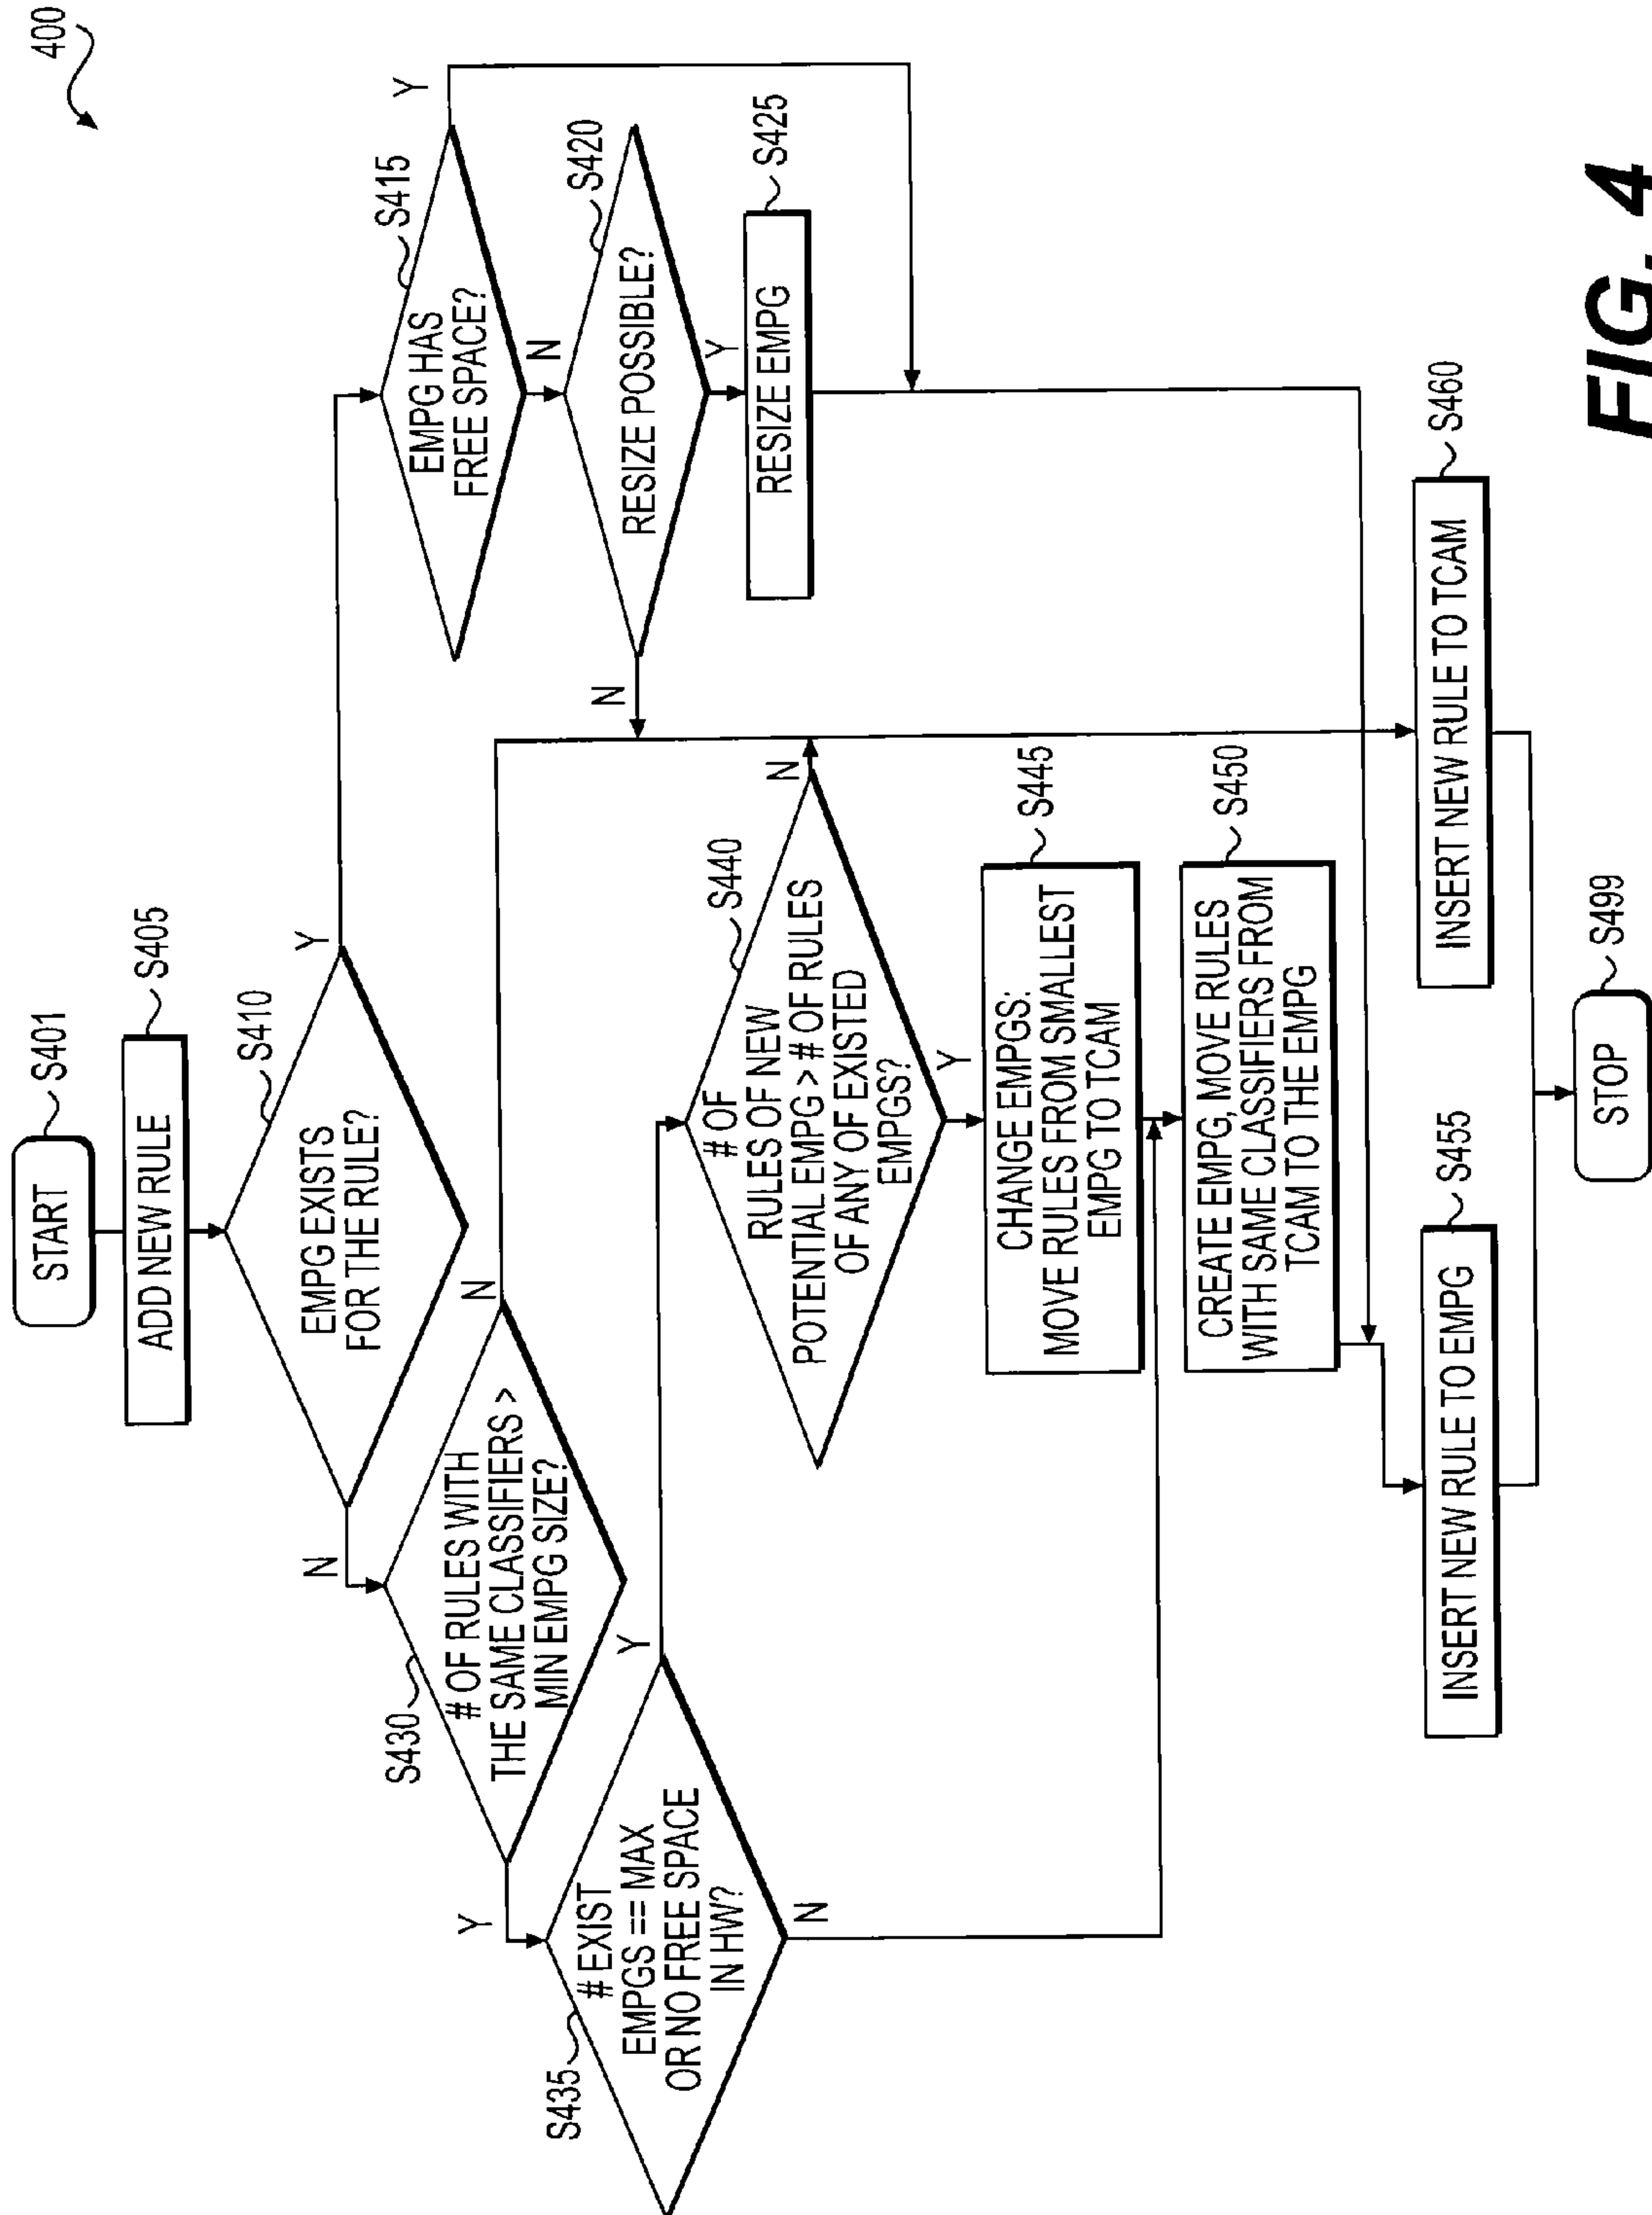 400
START
S401
ADD NEW RULE
S405
EMPG EXISTS
FOR THE RULE?
S410
Y
N
EMPG HAS
FREE SPACE?
S415
Y
N
RESIZE POSSIBLE?
S420
N
Y
RESIZE EMPG
S425
# OF RULES WITH
THE SAME CLASSIFIERS >
MIN EMPG SIZE?
S430
N
Y
# EXIST
EMPGS == MAX
OR NO FREE SPACE
IN HW?
S435
Y
N
# OF
RULES OF NEW
POTENTIAL EMPG > # OF RULES
OF ANY OF EXISTED
EMPGS?
S440
N
Y
CHANGE EMPGS:
MOVE RULES FROM SMALLEST
EMPG TO TCAM
S445
CREATE EMPG, MOVE RULES
WITH SAME CLASSIFIERS FROM
TCAM TO THE EMPG
S450
INSERT NEW RULE TO EMPG
S455
INSERT NEW RULE TO TCAM
S460
STOP
S499
FIG. 4